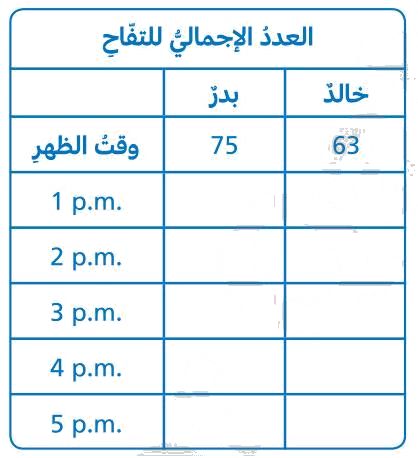 العددُ الإجماليُّ للتفّاحِ
خالدٌ بدرٌ
63 75 وقتُ الظهرِ
1 p.m.
2 p.m.
3 p.m.
4 p.m.
5 p.m.